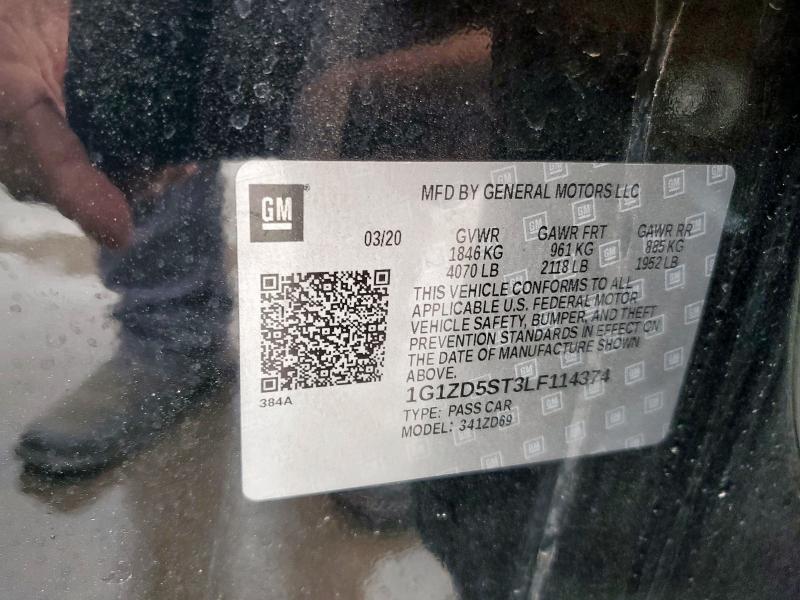 GM
MFD BY GENERAL MOTORS LLC
03/20
GVWR GAWR FRT GAWR RR
1846 KG 961 KG 885 KG
4070 LB 2118 LB 1952 LB
THIS VEHICLE CONFORMS TO ALL
APPLICABLE U.S. FEDERAL MOTOR
VEHICLE SAFETY, BUMPER, AND THEFT
PREVENTION STANDARDS IN EFFECT ON
THE DATE OF MANUFACTURE SHOWN
ABOVE.
1G1ZD5ST3LF114374
384A
TYPE: PASS CAR
MODEL: 341ZD69